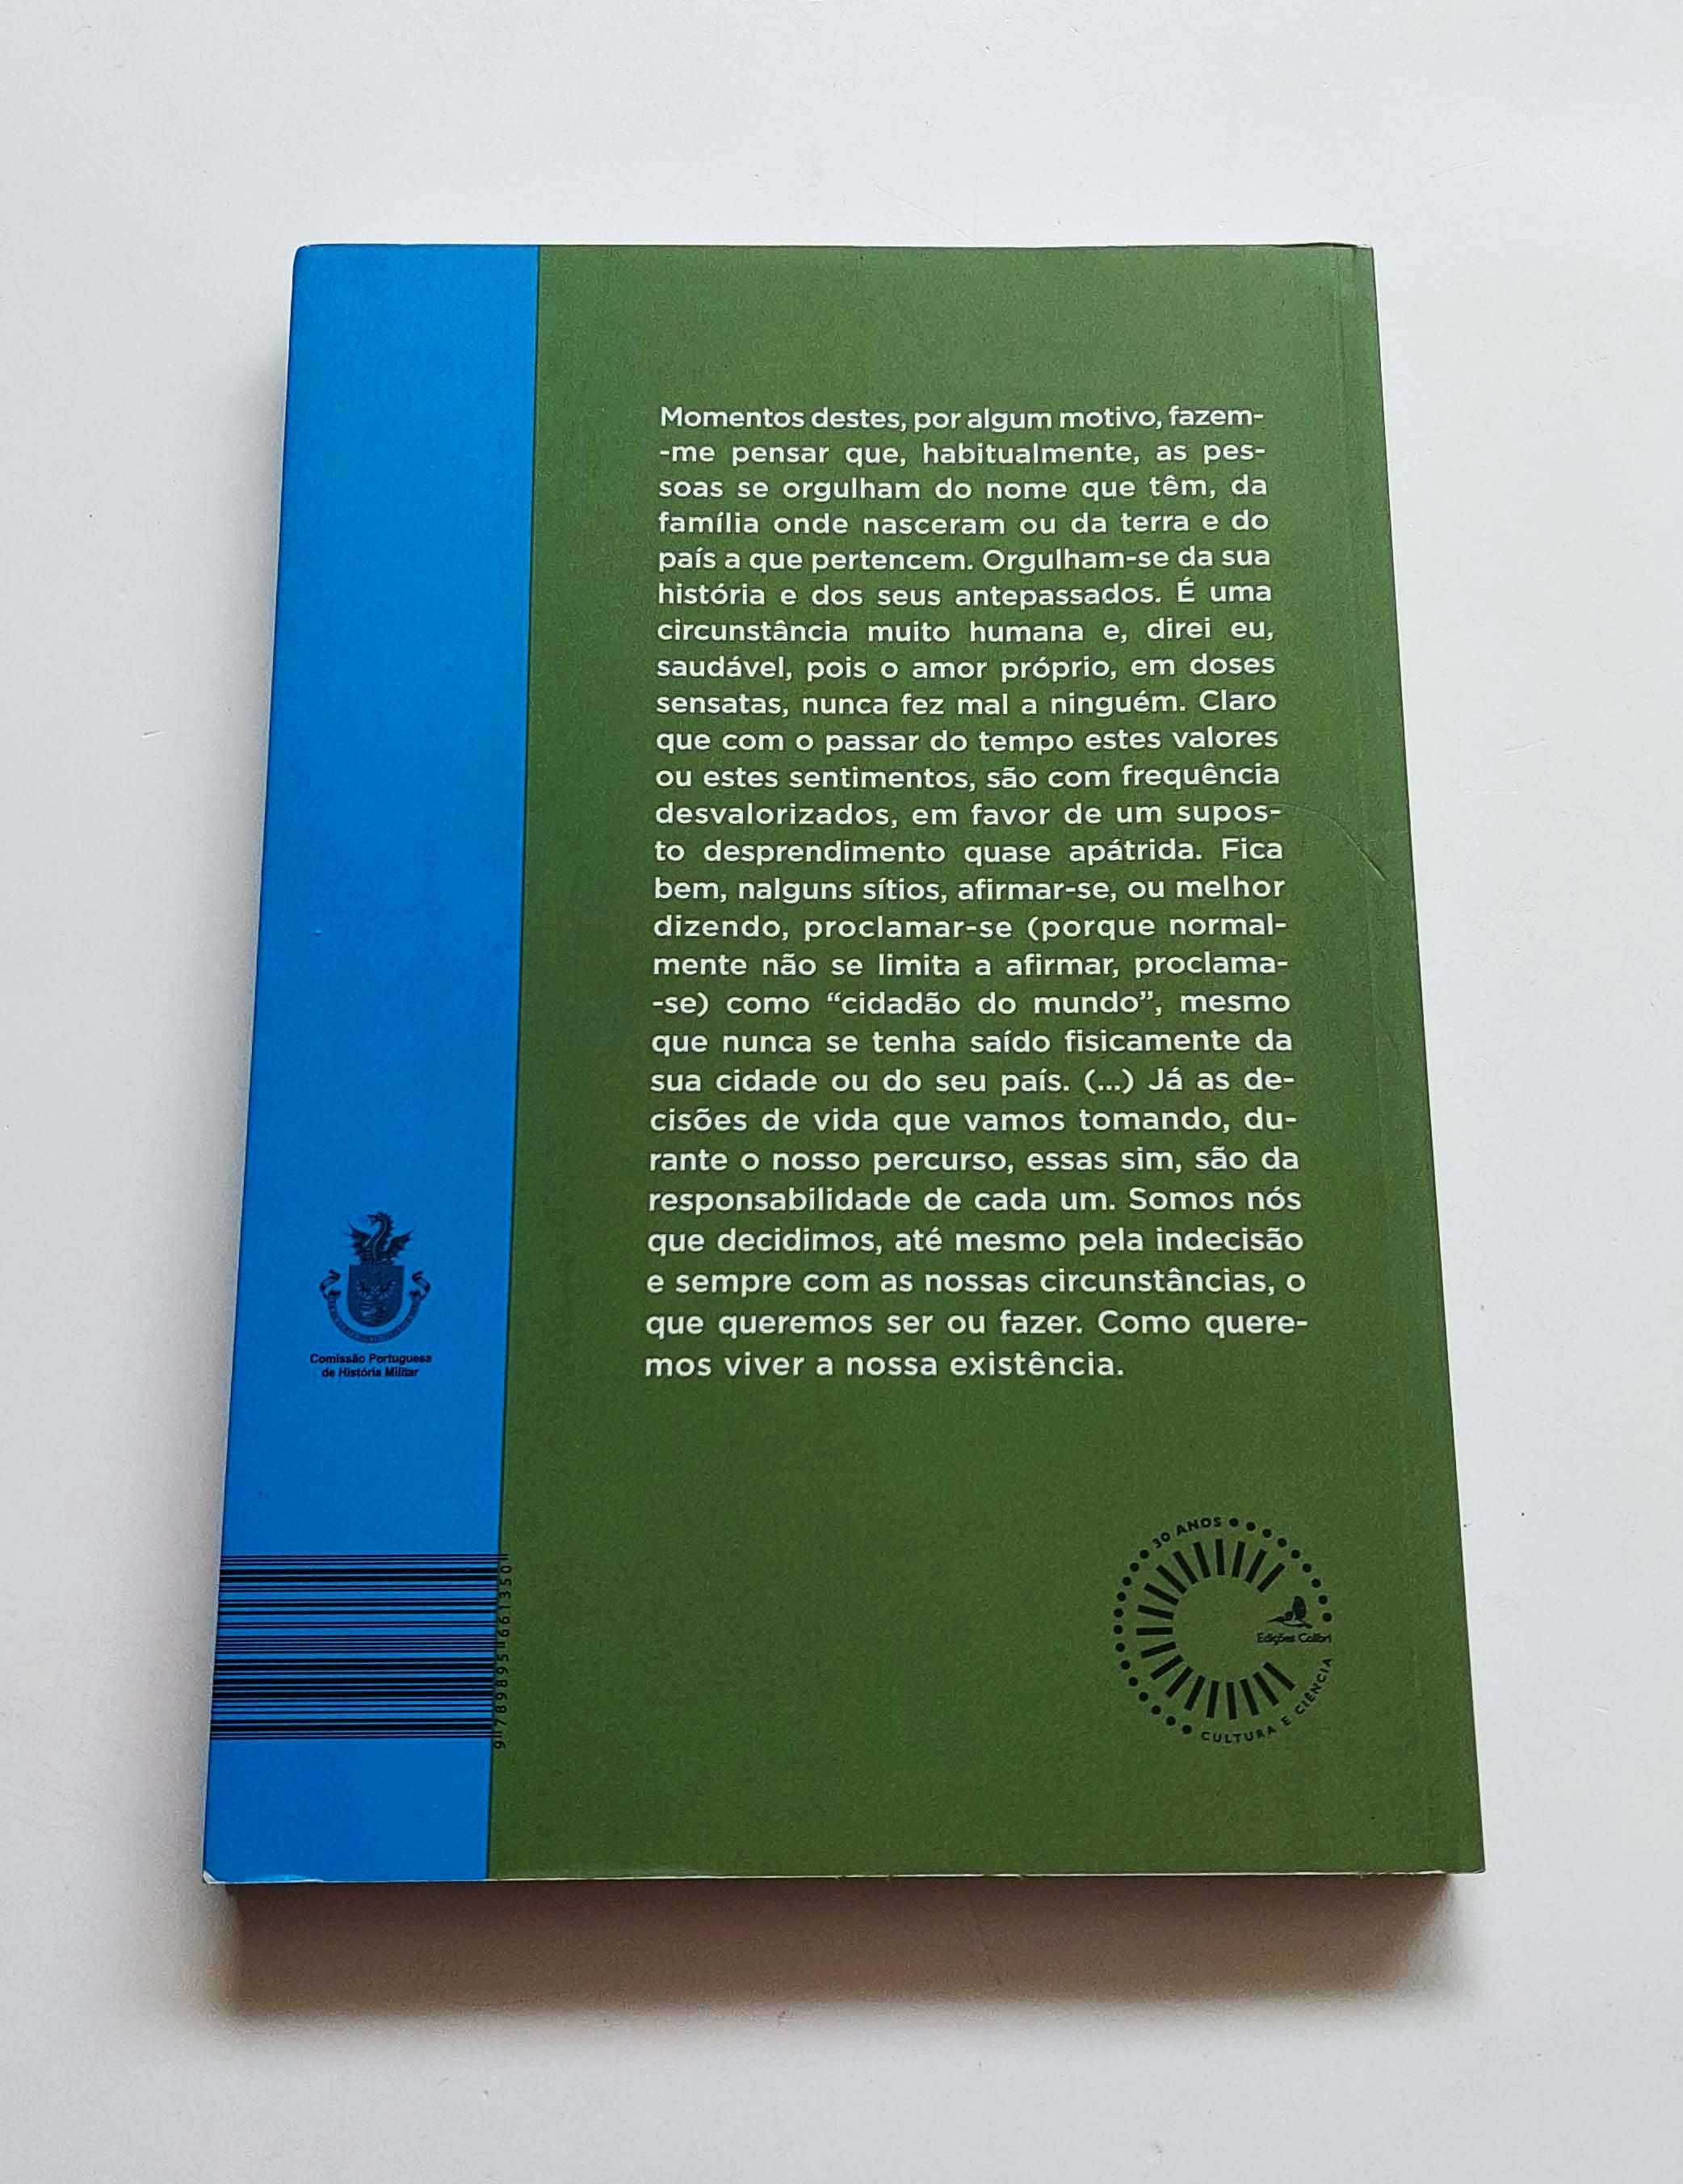 Momentos destes, por algum motivo, fazem-
-me pensar que, habitualmente, as pes-
soas se orgulham do nome que têm, da
família onde nasceram ou da terra e do
país a que pertencem. Orgulham-se da sua
história e dos seus antepassados. É uma
circunstância muito humana e, direi eu,
saudável, pois o amor próprio, em doses
sensatas, nunca fez mal a ninguém. Claro
que com o passar do tempo estes valores
ou estes sentimentos, são com frequência
desvalorizados, em favor de um supos-
to desprendimento quase apátrida. Fica
bem, nalguns sítios, afirmar-se, ou melhor
dizendo, proclamar-se (porque normal-
mente não se limita a afirmar, proclama-
-se) como “cidadão do mundo”, mesmo
que nunca se tenha saído fisicamente da
sua cidade ou do seu país. (...) Já as de-
cisões de vida que vamos tomando, du-
rante o nosso percurso, essas sim, são da
responsabilidade de cada um. Somos nós
que decidimos, até mesmo pela indecisão
e sempre com as nossas circunstâncias, o
que queremos ser ou fazer. Como quere-
mos viver a nossa existência.
Comissão Portuguesa
de História Militar
9 789895 661350
30 ANOS
Edições Colibri
CULTURA E CIÊNCIA